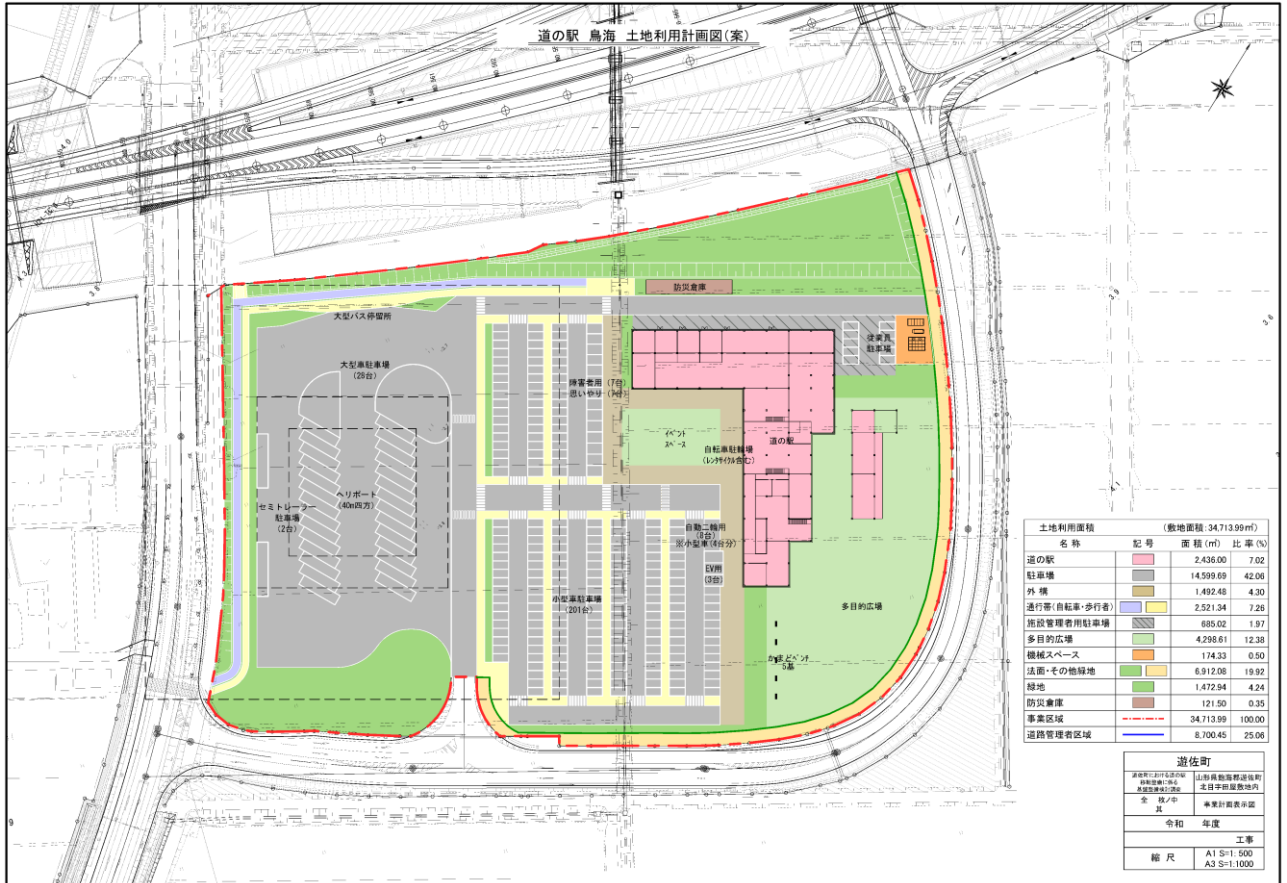 道の駅 鳥海 土地利用計画図(案)
防災倉庫
大型バス停留所
従業員
駐車場
大型車駐車場
(28台)
障害者用 (7台)
思いやり (7台)
イベント
スペース
道の駅
自転車駐輪場
(レンタサイクル含む)
ヘリポート
(40m四方)
セミトレーラー
駐車場
(2台)
自動二輪用
(8台)
※小型車(4台分)
EV用
(3台)
小型車駐車場
(201台)
多目的広場
かまどベンチ
5基
土地利用面積 (敷地面積:34,713.99㎡)
名 称 記 号 面 積 (㎡) 比 率 (%)
道の駅 2,436.00 7.02
駐車場 14,599.69 42.06
外 構 1,492.48 4.30
通行帯(自転車・歩行者) 2,521.34 7.26
施設管理者用駐車場 685.02 1.97
多目的広場 4,298.61 12.38
機械スペース 174.33 0.50
法面・その他緑地 6,912.08 19.92
緑地 1,472.94 4.24
防災倉庫 121.50 0.35
事業区域 34,713.99 100.00
道路管理者区域 8,700.45 25.06
遊佐町
山形県飽海郡遊佐町
北目字田屋敷地内
全 枚ノ中
其
事業計画表示図
令和 年度
工事
縮 尺
A1 S=1:500
A3 S=1:1000